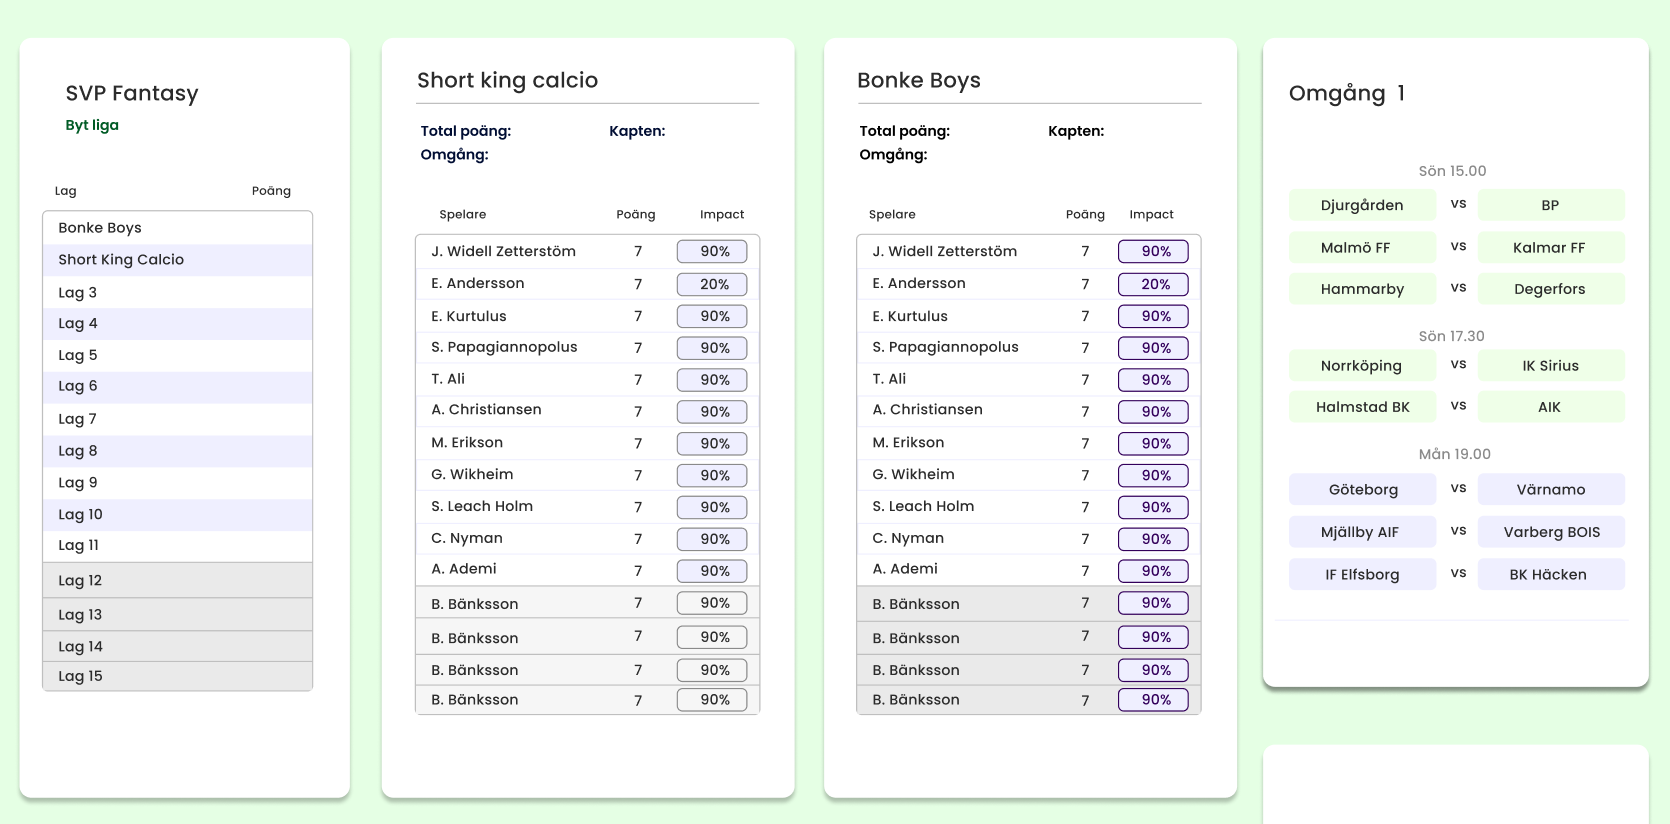 SVP Fantasy
Byt liga
Lag Poäng
Bonke Boys
Short King Calcio
Lag 3
Lag 4
Lag 5
Lag 6
Lag 7
Lag 8
Lag 9
Lag 10
Lag 11
Lag 12
Lag 13
Lag 14
Lag 15
Short king calcio
Total poäng: Kapten:
Omgång:
Spelare Poäng Impact
J. Widell Zetterstöm 7 90%
E. Andersson 7 20%
E. Kurtulus 7 90%
S. Papagiannopolus 7 90%
T. Ali 7 90%
A. Christiansen 7 90%
M. Erikson 7 90%
G. Wikheim 7 90%
S. Leach Holm 7 90%
C. Nyman 7 90%
A. Ademi 7 90%
B. Bänksson 7 90%
B. Bänksson 7 90%
B. Bänksson 7 90%
B. Bänksson 7 90%
Bonke Boys
Total poäng: Kapten:
Omgång:
Spelare Poäng Impact
J. Widell Zetterstöm 7 90%
E. Andersson 7 20%
E. Kurtulus 7 90%
S. Papagiannopolus 7 90%
T. Ali 7 90%
A. Christiansen 7 90%
M. Erikson 7 90%
G. Wikheim 7 90%
S. Leach Holm 7 90%
C. Nyman 7 90%
A. Ademi 7 90%
B. Bänksson 7 90%
B. Bänksson 7 90%
B. Bänksson 7 90%
B. Bänksson 7 90%
Omgång 1
Sön 15.00
Djurgården vs BP
Malmö FF vs Kalmar FF
Hammarby vs Degerfors
Sön 17.30
Norrköping vs IK Sirius
Halmstad BK vs AIK
Mån 19.00
Göteborg vs Värnamo
Mjällby AIF vs Varberg BOIS
IF Elfsborg vs BK Häcken